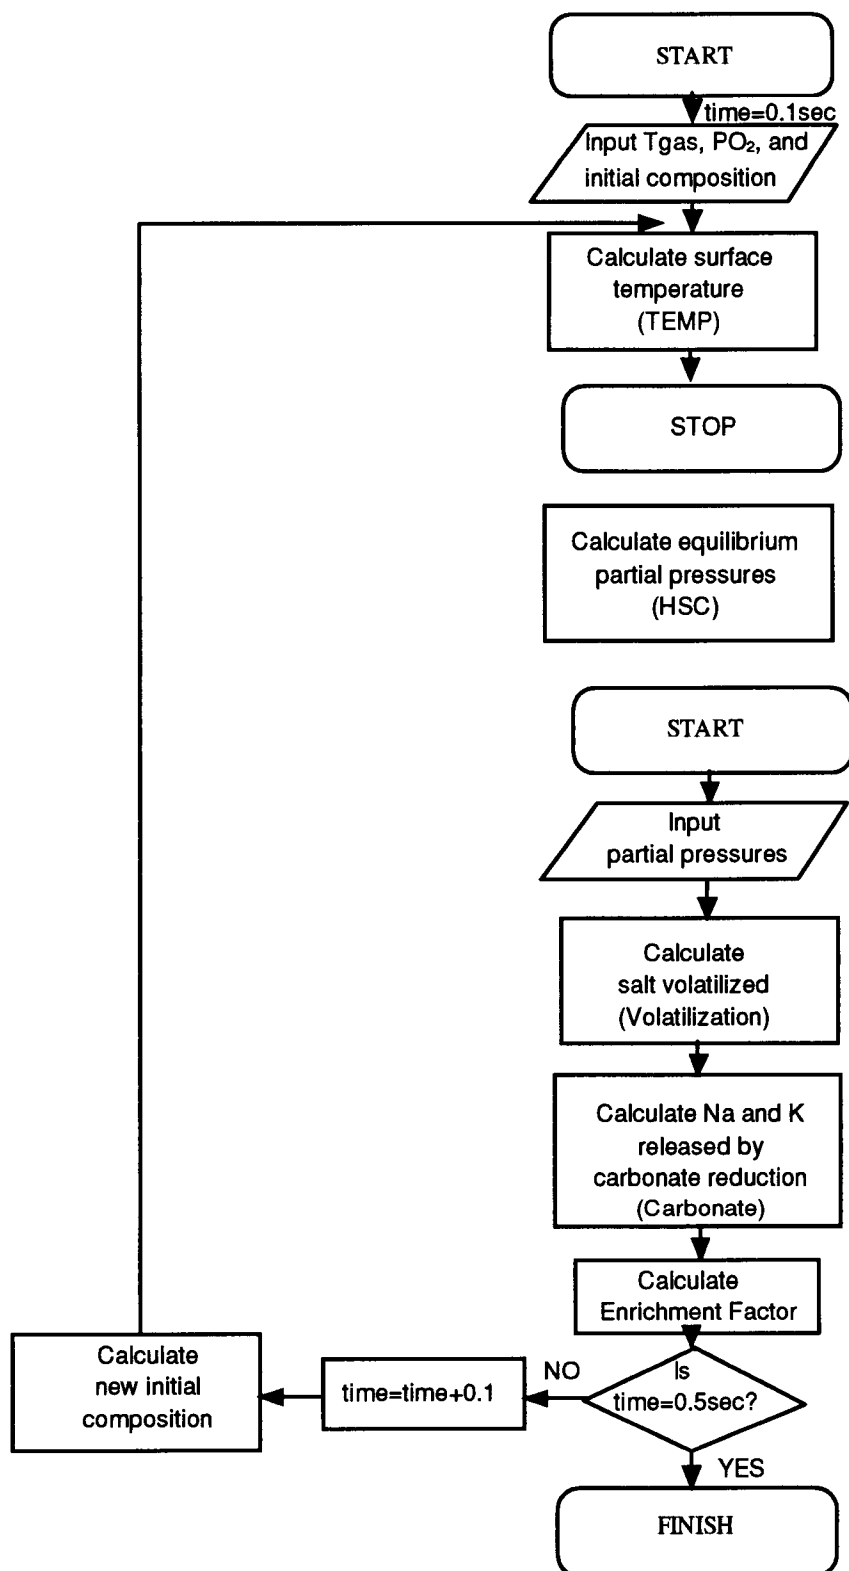 START
time=0.1sec
Input Tgas, PO₂, and
initial composition
Calculate surface
temperature
(TEMP)
STOP
Calculate equilibrium
partial pressures
(HSC)
START
Input
partial pressures
Calculate
salt volatilized
(Volatilization)
Calculate Na and K
released by
carbonate reduction
(Carbonate)
Calculate
Enrichment Factor
Is
time=0.5sec?
NO
time=time+0.1
Calculate
new initial
composition
YES
FINISH